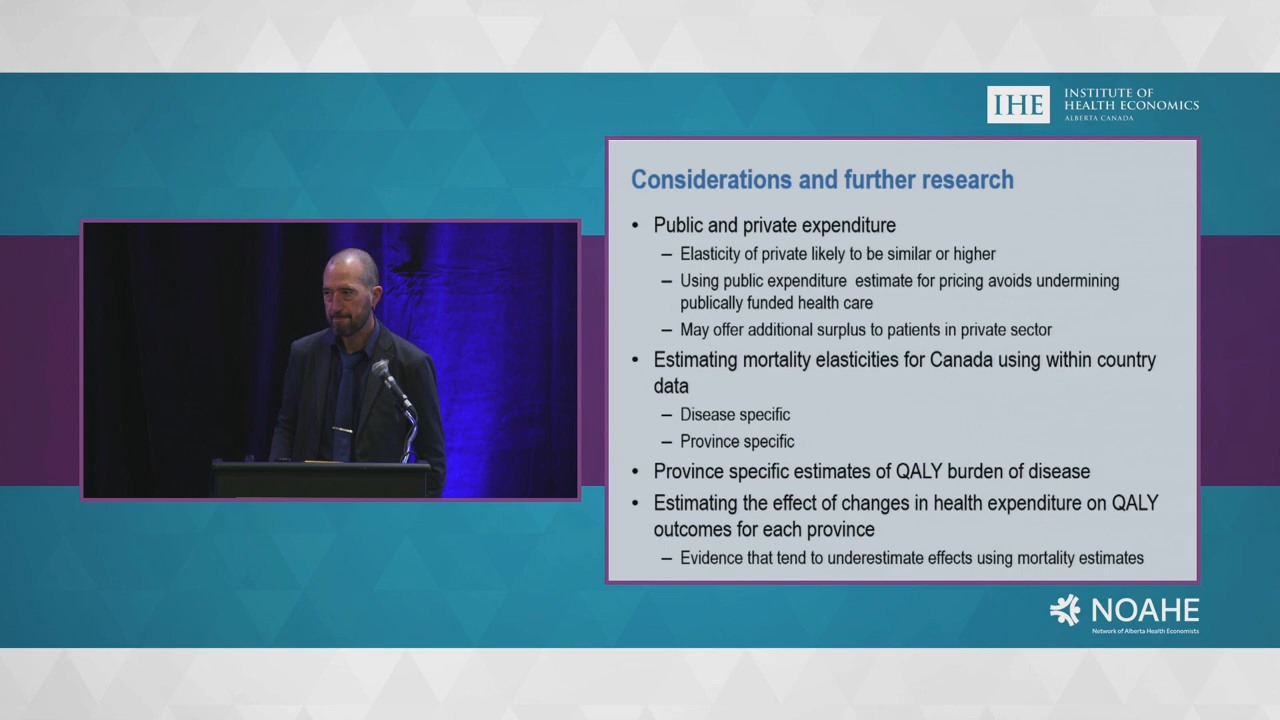 IHE
INSTITUTE OF
HEALTH ECONOMICS
ALBERTA CANADA
Considerations and further research
• Public and private expenditure
– Elasticity of private likely to be similar or higher
– Using public expenditure estimate for pricing avoids undermining
publically funded health care
– May offer additional surplus to patients in private sector
• Estimating mortality elasticities for Canada using within country
data
– Disease specific
– Province specific
• Province specific estimates of QALY burden of disease
• Estimating the effect of changes in health expenditure on QALY
outcomes for each province
– Evidence that tend to underestimate effects using mortality estimates
NOAHE
Network of Alberta Health Economists